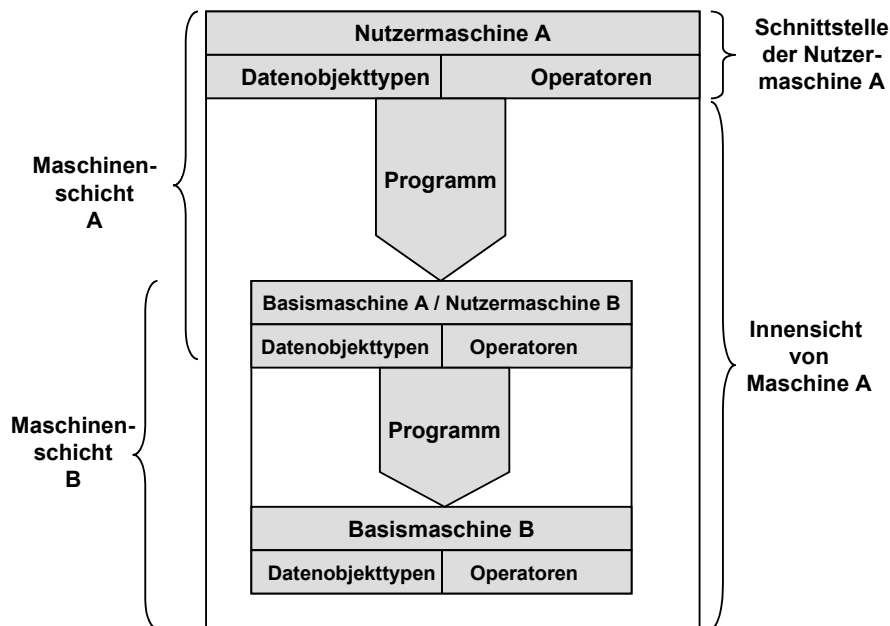 Nutzermaschine A
Datenobjekttypen
Operatoren
Schnittstelle
der Nutzer-
maschine A
Maschinen-
schicht
A
Programm
Basismaschine A / Nutzermaschine B
Datenobjekttypen
Operatoren
Innensicht
von
Maschine A
Maschinen-
schicht
B
Programm
Basismaschine B
Datenobjekttypen
Operatoren